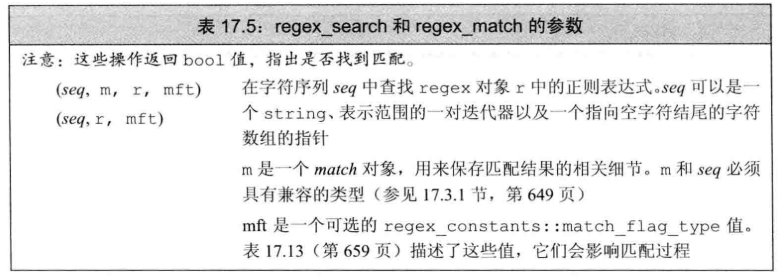 表 17.5：regex_search 和 regex_match 的参数
注意：这些操作返回 bool 值，指出是否找到匹配。
(seq, m, r, mft) 在字符序列 seq 中查找 regex 对象 r 中的正则表达式。seq 可以是一
(seq, r, mft) 个 string、表示范围的一对迭代器以及一个指向空字符结尾的字符
数组的指针
m 是一个 match 对象，用来保存匹配结果的相关细节。m 和 seq 必须
具有兼容的类型（参见 17.3.1 节，第 649 页）
mft 是一个可选的 regex_constants::match_flag_type 值。
表 17.13（第 659 页）描述了这些值，它们会影响匹配过程